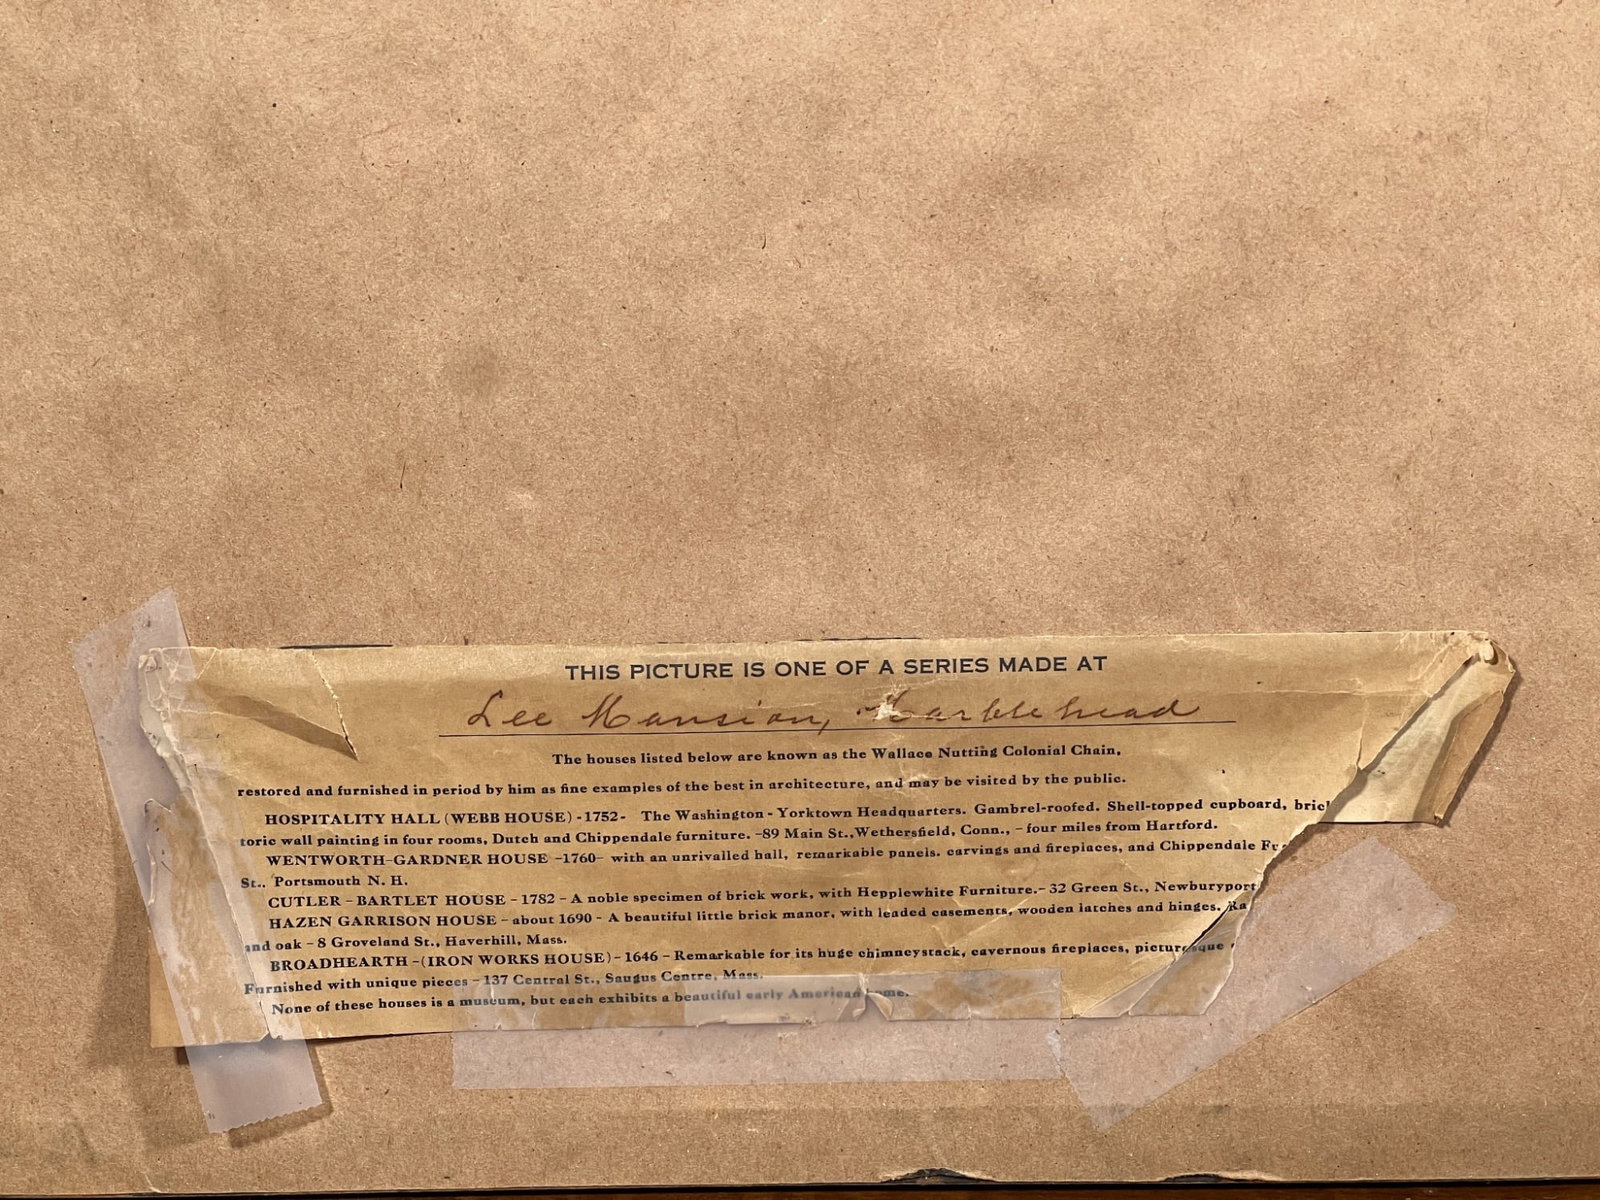 THIS PICTURE IS ONE OF A SERIES MADE AT
Lee Mansion, Marblehead
The houses listed below are known as the Wallace Nutting Colonial Chain,
restored and furnished in period by him as fine examples of the best in architecture, and may be visited by the public.
HOSPITALITY HALL (WEBB HOUSE) -1752- The Washington - Yorktown Headquarters. Gambrel-roofed. Shell-topped cupboard,
toric wall painting in four rooms, Dutch and Chippendale furniture. -89 Main St., Wethersfield, Conn., - four miles from Hartford.
WENTWORTH-GARDNER HOUSE -1760- with an unrivalled hall, remarkable panels. carvings and fireplaces, and Chippendale
St., Portsmouth N. H.
CUTLER - BARTLET HOUSE - 1782 - A noble specimen of brick work, with Hepplewhite Furniture.- 32 Green St., Newburyport
HAZEN GARRISON HOUSE - about 1690 - A beautiful little brick manor, with leaded casements, wooden latches and hinges.
and oak - 8 Groveland St., Haverhill, Mass.
BROADHEARTH -(IRON WORKS HOUSE) - 1646 - Remarkable for its huge chimneystack, cavernous fireplaces, picturesque
Furnished with unique pieces - 137 Central St., Saugus Centre, Mass.
None of these houses is a museum, but each exhibits a beautiful early American home.